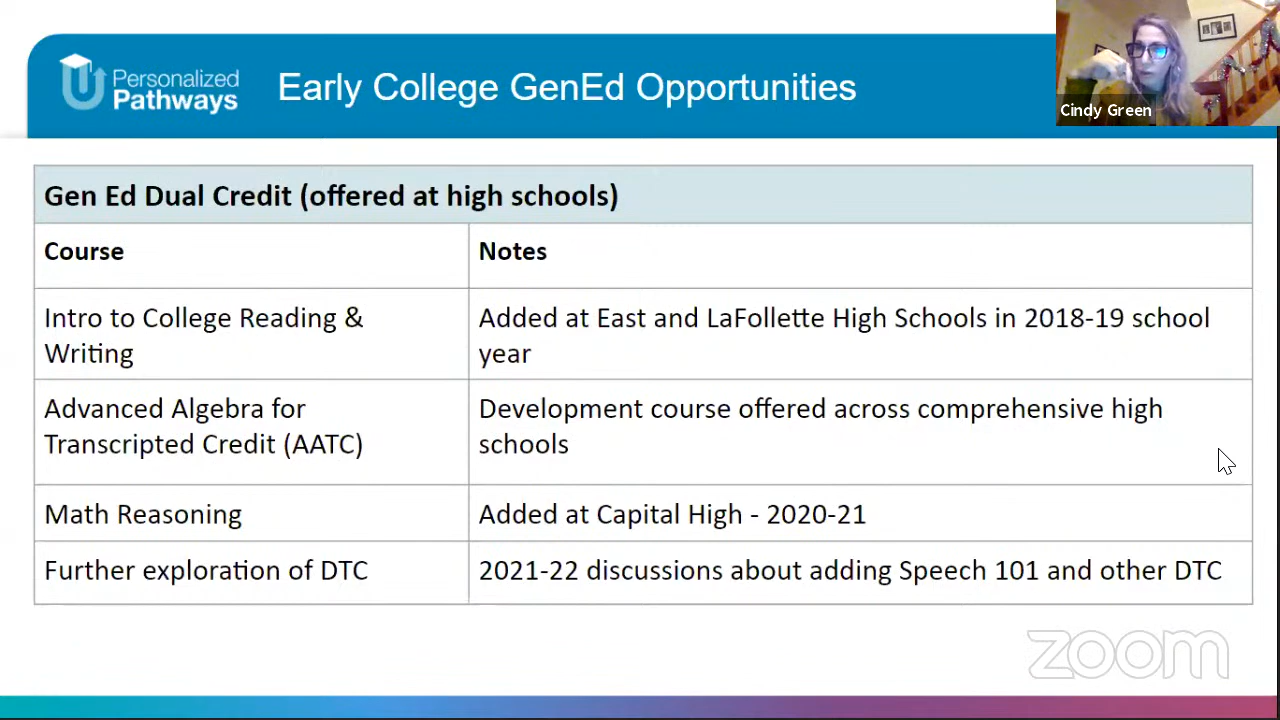 Personalized
Pathways
Early College GenEd Opportunities
Cindy Green
Gen Ed Dual Credit (offered at high schools)
Course
Notes
Intro to College Reading &
Writing
Added at East and LaFollette High Schools in 2018-19 school
year
Advanced Algebra for
Transcripted Credit (AATC)
Development course offered across comprehensive high
schools
Math Reasoning
Added at Capital High - 2020-21
Further exploration of DTC
2021-22 discussions about adding Speech 101 and other DTC
zoom